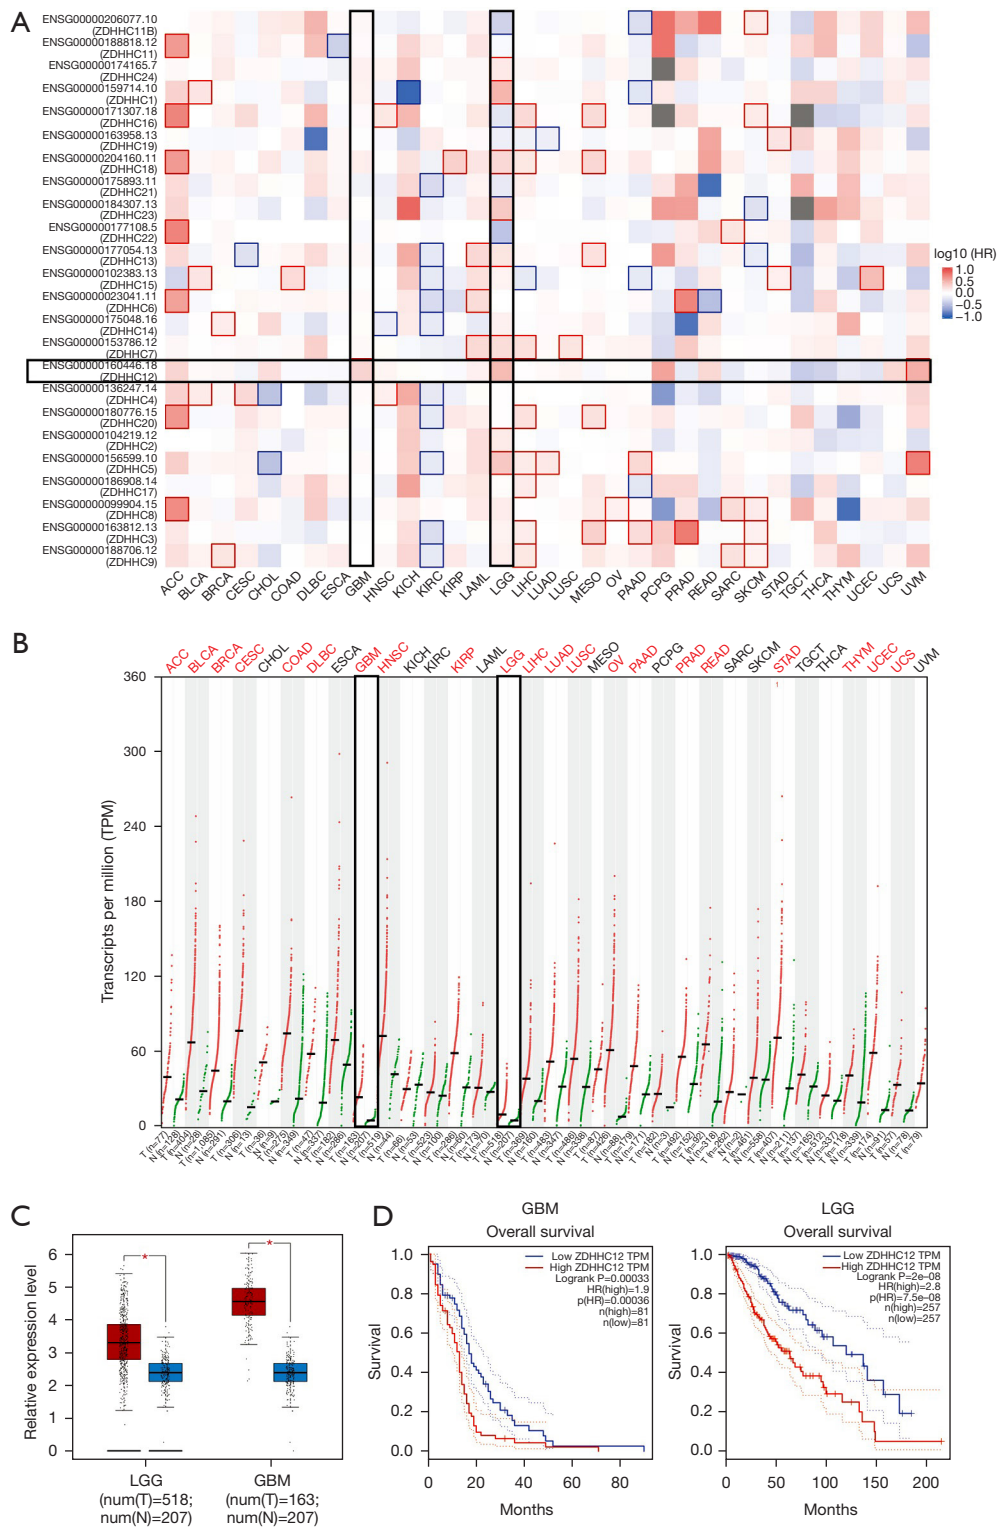 A
ENSG00000206077.10
(ZDHHC11B)
ENSG00000188818.12
(ZDHHC11)
ENSG00000174165.7
(ZDHHC24)
ENSG00000159714.10
(ZDHHC1)
ENSG00000171307.18
(ZDHHC16)
ENSG00000163958.13
(ZDHHC19)
ENSG00000204160.11
(ZDHHC18)
ENSG00000175893.11
(ZDHHC21)
ENSG00000184307.13
(ZDHHC23)
ENSG00000177108.5
(ZDHHC22)
ENSG00000177054.13
(ZDHHC13)
ENSG00000102383.13
(ZDHHC15)
ENSG00000023041.11
(ZDHHC6)
ENSG00000175048.16
(ZDHHC14)
ENSG00000153786.12
(ZDHHC7)
ENSG00000160446.18
(ZDHHC12)
ENSG00000136247.14
(ZDHHC4)
ENSG00000180776.15
(ZDHHC20)
ENSG00000104219.12
(ZDHHC2)
ENSG00000156599.10
(ZDHHC5)
ENSG00000186908.14
(ZDHHC17)
ENSG00000099904.15
(ZDHHC8)
ENSG00000163812.13
(ZDHHC3)
ENSG00000188706.12
(ZDHHC9)
log10 (HR)
1.0
0.5
0.0
−0.5
−1.0
ACC BLCA BRCA CESC CHOL COAD DLBC ESCA GBM HNSC KICH KIRC KIRP LAML LGG LIHC LUAD LUSC MESO OV PAAD PCPG PRAD READ SARC SKCM STAD TGCT THCA THYM UCEC UCS UVM
B
ACC BLCA BRCA CESC CHOL COAD DLBC ESCA GBM HNSC KICH KIRC KIRP LAML LGG LIHC LUAD LUSC MESO OV PAAD PCPG PRAD READ SARC SKCM STAD TGCT THCA THYM UCEC UCS UVM
Transcripts per million (TPM)
360
300
240
180
120
60
0
T (n=77)
C
Relative expression level
6
5
4
3
2
1
0
*
*
LGG
(num(T)=518;
num(N)=207)
GBM
(num(T)=163;
num(N)=207)
D
GBM
Overall survival
Low ZDHHC12 TPM
High ZDHHC12 TPM
Logrank P=0.00033
HR(high)=1.9
p(HR)=0.00036
n(high)=81
n(low)=81
Survival
1.0
0.8
0.6
0.4
0.2
0.0
0 20 40 60 80
Months
LGG
Overall survival
Low ZDHHC12 TPM
High ZDHHC12 TPM
Logrank P=2e-08
HR(high)=2.8
p(HR)=7.5e-08
n(high)=257
n(low)=257
Survival
1.0
0.8
0.6
0.4
0.2
0.0
0 50 100 150 200
Months